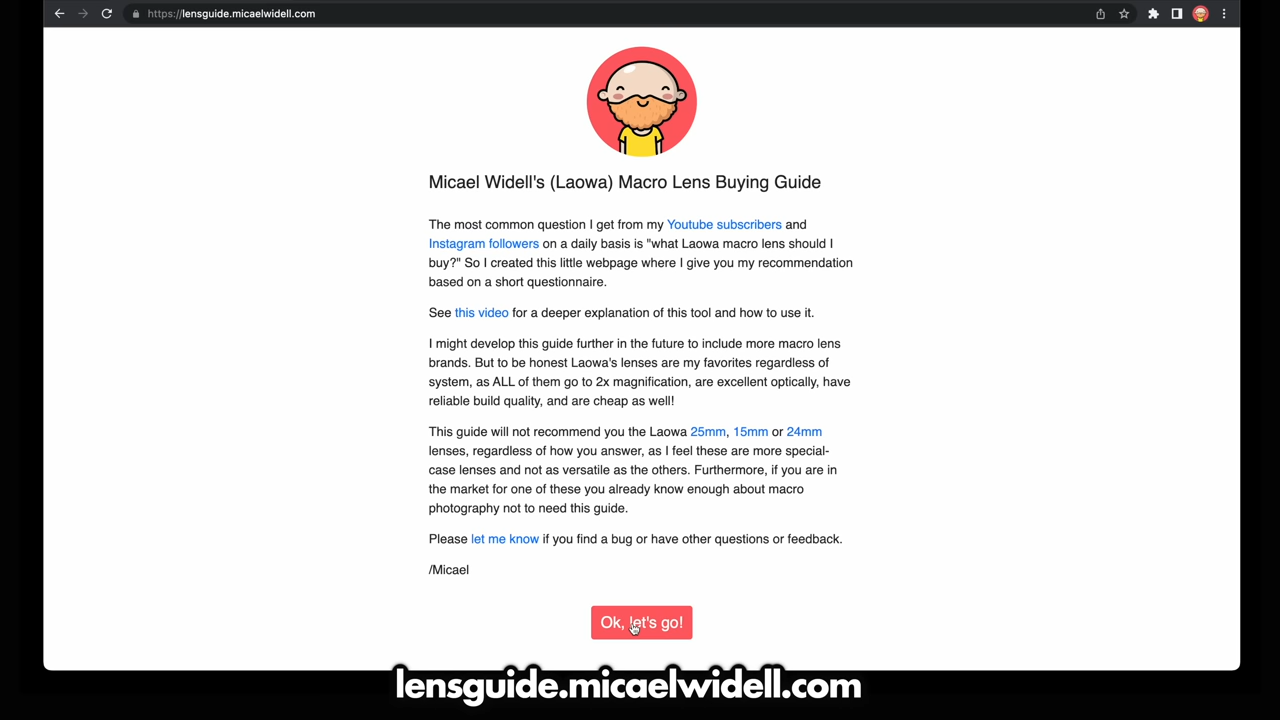 https://lensguide.micaelwidell.com
Micael Widell's (Laowa) Macro Lens Buying Guide
The most common question I get from my Youtube subscribers and
Instagram followers on a daily basis is "what Laowa macro lens should I
buy?" So I created this little webpage where I give you my recommendation
based on a short questionnaire.
See this video for a deeper explanation of this tool and how to use it.
I might develop this guide further in the future to include more macro lens
brands. But to be honest Laowa's lenses are my favorites regardless of
system, as ALL of them go to 2x magnification, are excellent optically, have
reliable build quality, and are cheap as well!
This guide will not recommend you the Laowa 25mm, 15mm or 24mm
lenses, regardless of how you answer, as I feel these are more special-
case lenses and not as versatile as the others. Furthermore, if you are in
the market for one of these you already know enough about macro
photography not to need this guide.
Please let me know if you find a bug or have other questions or feedback.
/Micael
Ok, let's go!
lensguide.micaelwidell.com